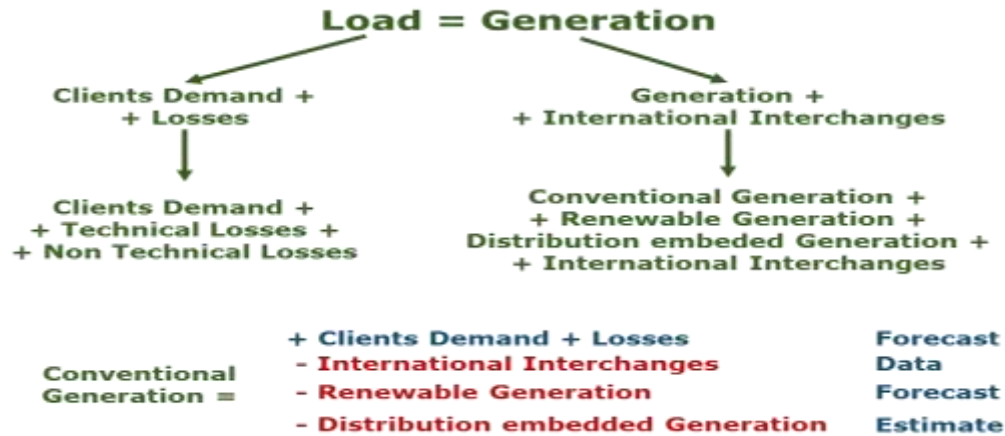 Load = Generation
Clients Demand +
+ Losses
Generation +
+ International Interchanges
Clients Demand +
+ Technical Losses +
+ Non Technical Losses
Conventional Generation +
+ Renewable Generation +
Distribution embeded Generation +
+ International Interchanges
Conventional
Generation =
+ Clients Demand + Losses Forecast
- International Interchanges Data
- Renewable Generation Forecast
- Distribution embeded Generation Estimate